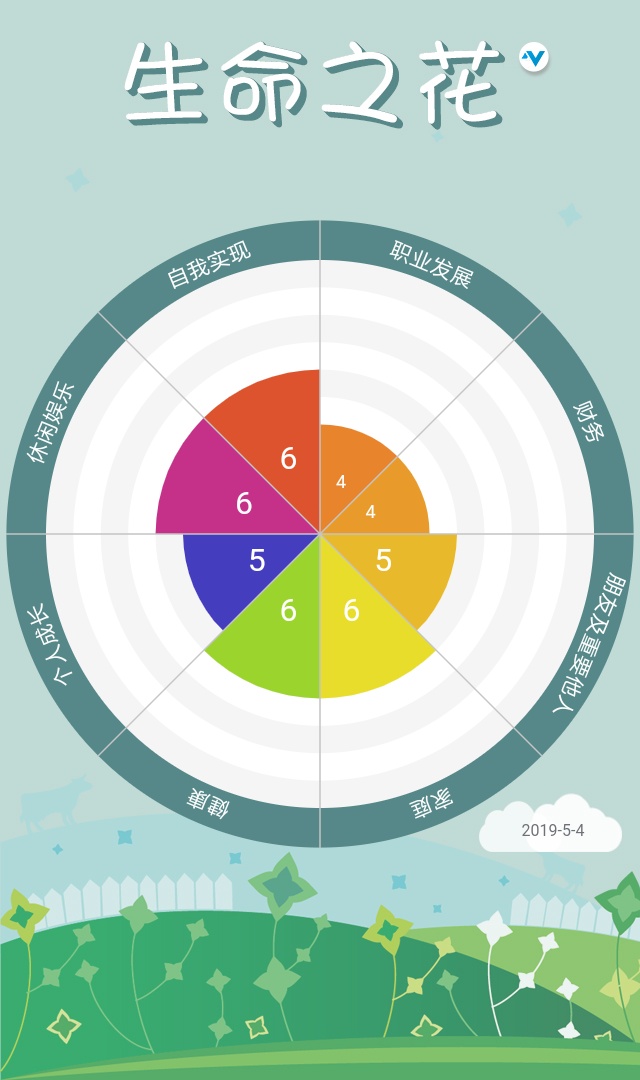 生命之花
职业发展
财务
朋友及重要他人
家庭
健康
个人成长
休闲娱乐
自我实现
4
4
5
6
6
5
6
6
2019-5-4